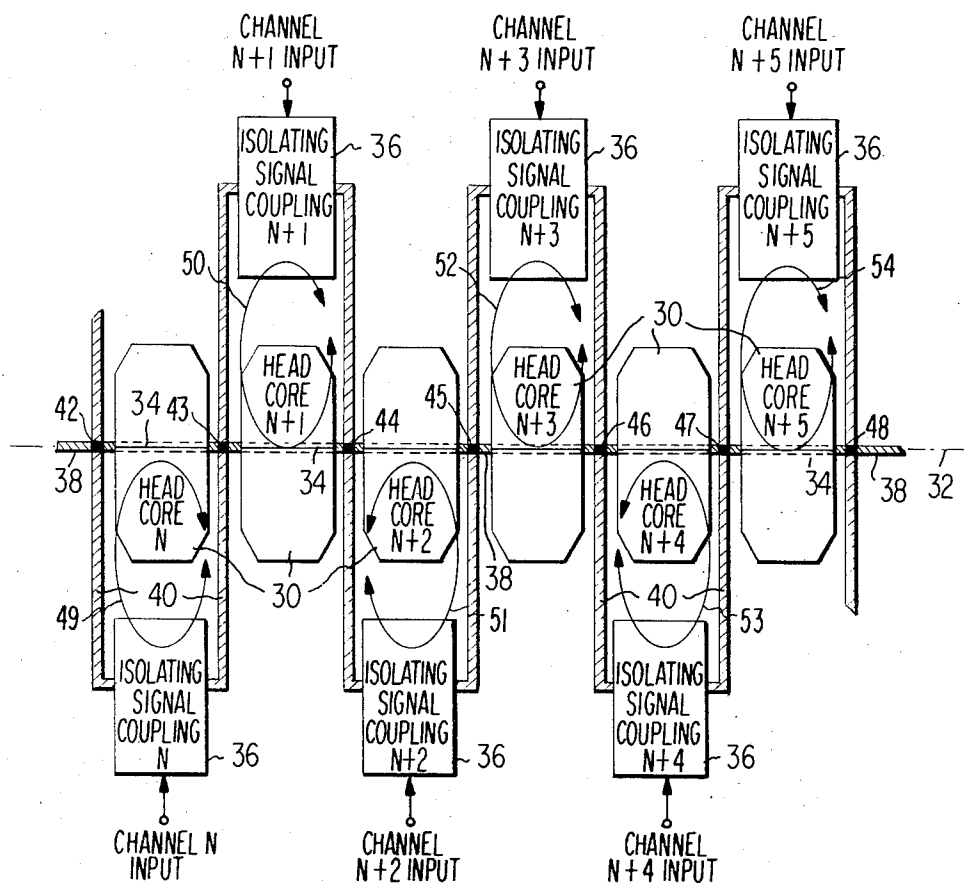 CHANNEL
N+1 INPUT
CHANNEL
N+3 INPUT
CHANNEL
N+5 INPUT
ISOLATING
SIGNAL
COUPLING
N+1
36
ISOLATING
SIGNAL
COUPLING
N+3
36
ISOLATING
SIGNAL
COUPLING
N+5
36
50
52
54
30
HEAD
CORE
N+1
HEAD
CORE
N+3
HEAD
CORE
N+5
42
34
43
44
45
46
47
48
38
34
38
34
38
32
HEAD
CORE
N
HEAD
CORE
N+2
HEAD
CORE
N+4
49
40
30
51
40
53
ISOLATING
SIGNAL
COUPLING
N
36
ISOLATING
SIGNAL
COUPLING
N+2
36
ISOLATING
SIGNAL
COUPLING
N+4
36
CHANNEL N
INPUT
CHANNEL
N+2 INPUT
CHANNEL
N+4 INPUT